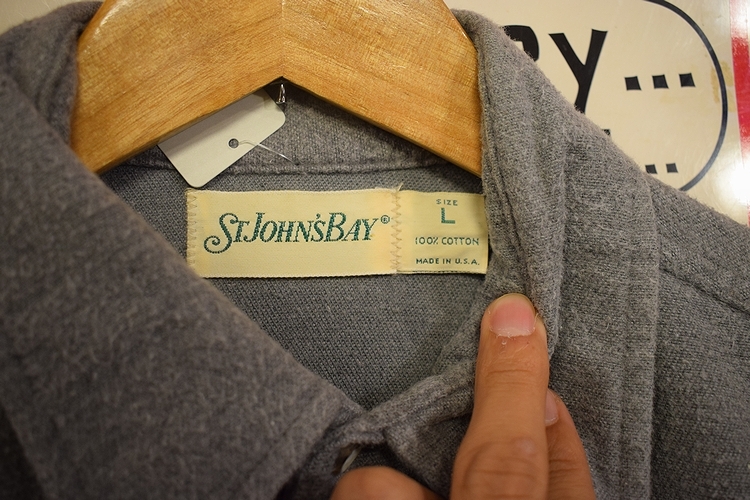 ST JOHN'S BAY®
SIZE
L
100% COTTON
MADE IN U.S.A.